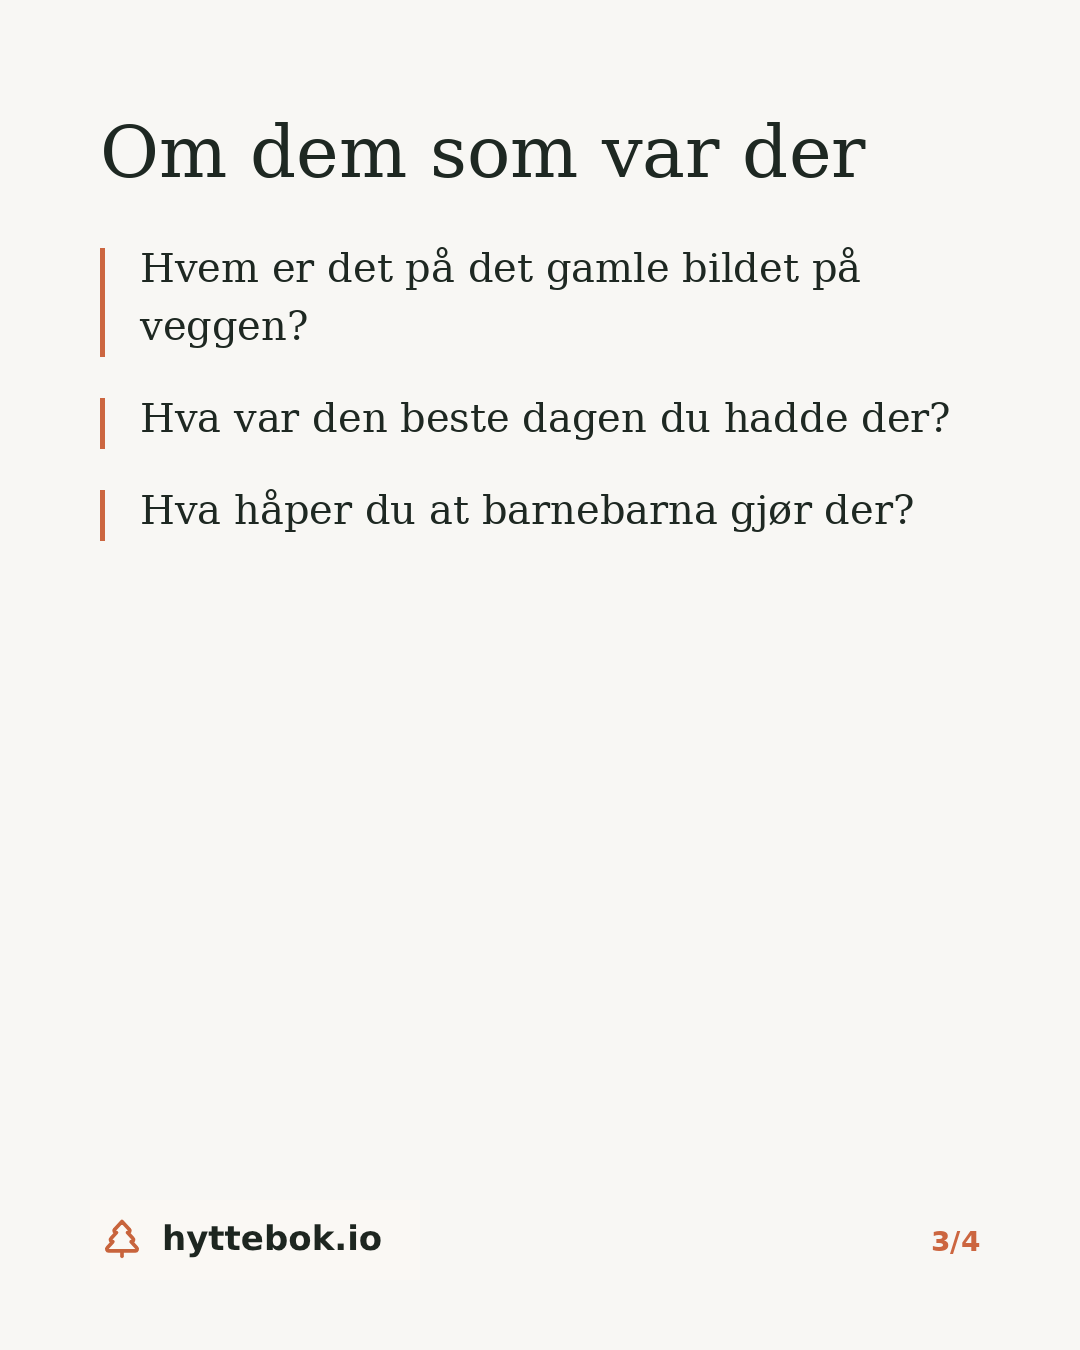 Om dem som var der
Hvem er det på det gamle bildet på
veggen?
Hva var den beste dagen du hadde der?
Hva håper du at barnebarna gjør der?
hyttebok.io
3/4